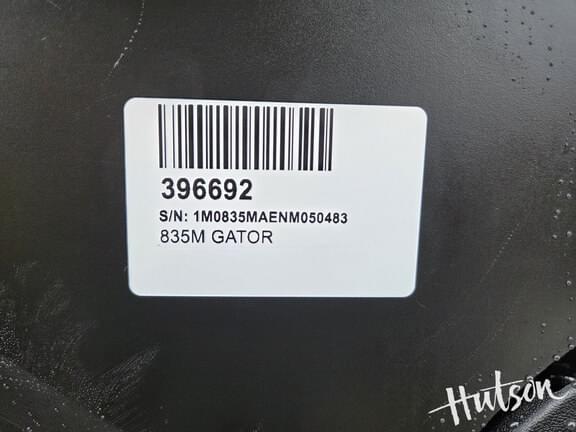 396692
S/N: 1M0835MAENM050483
835M GATOR
Hutson